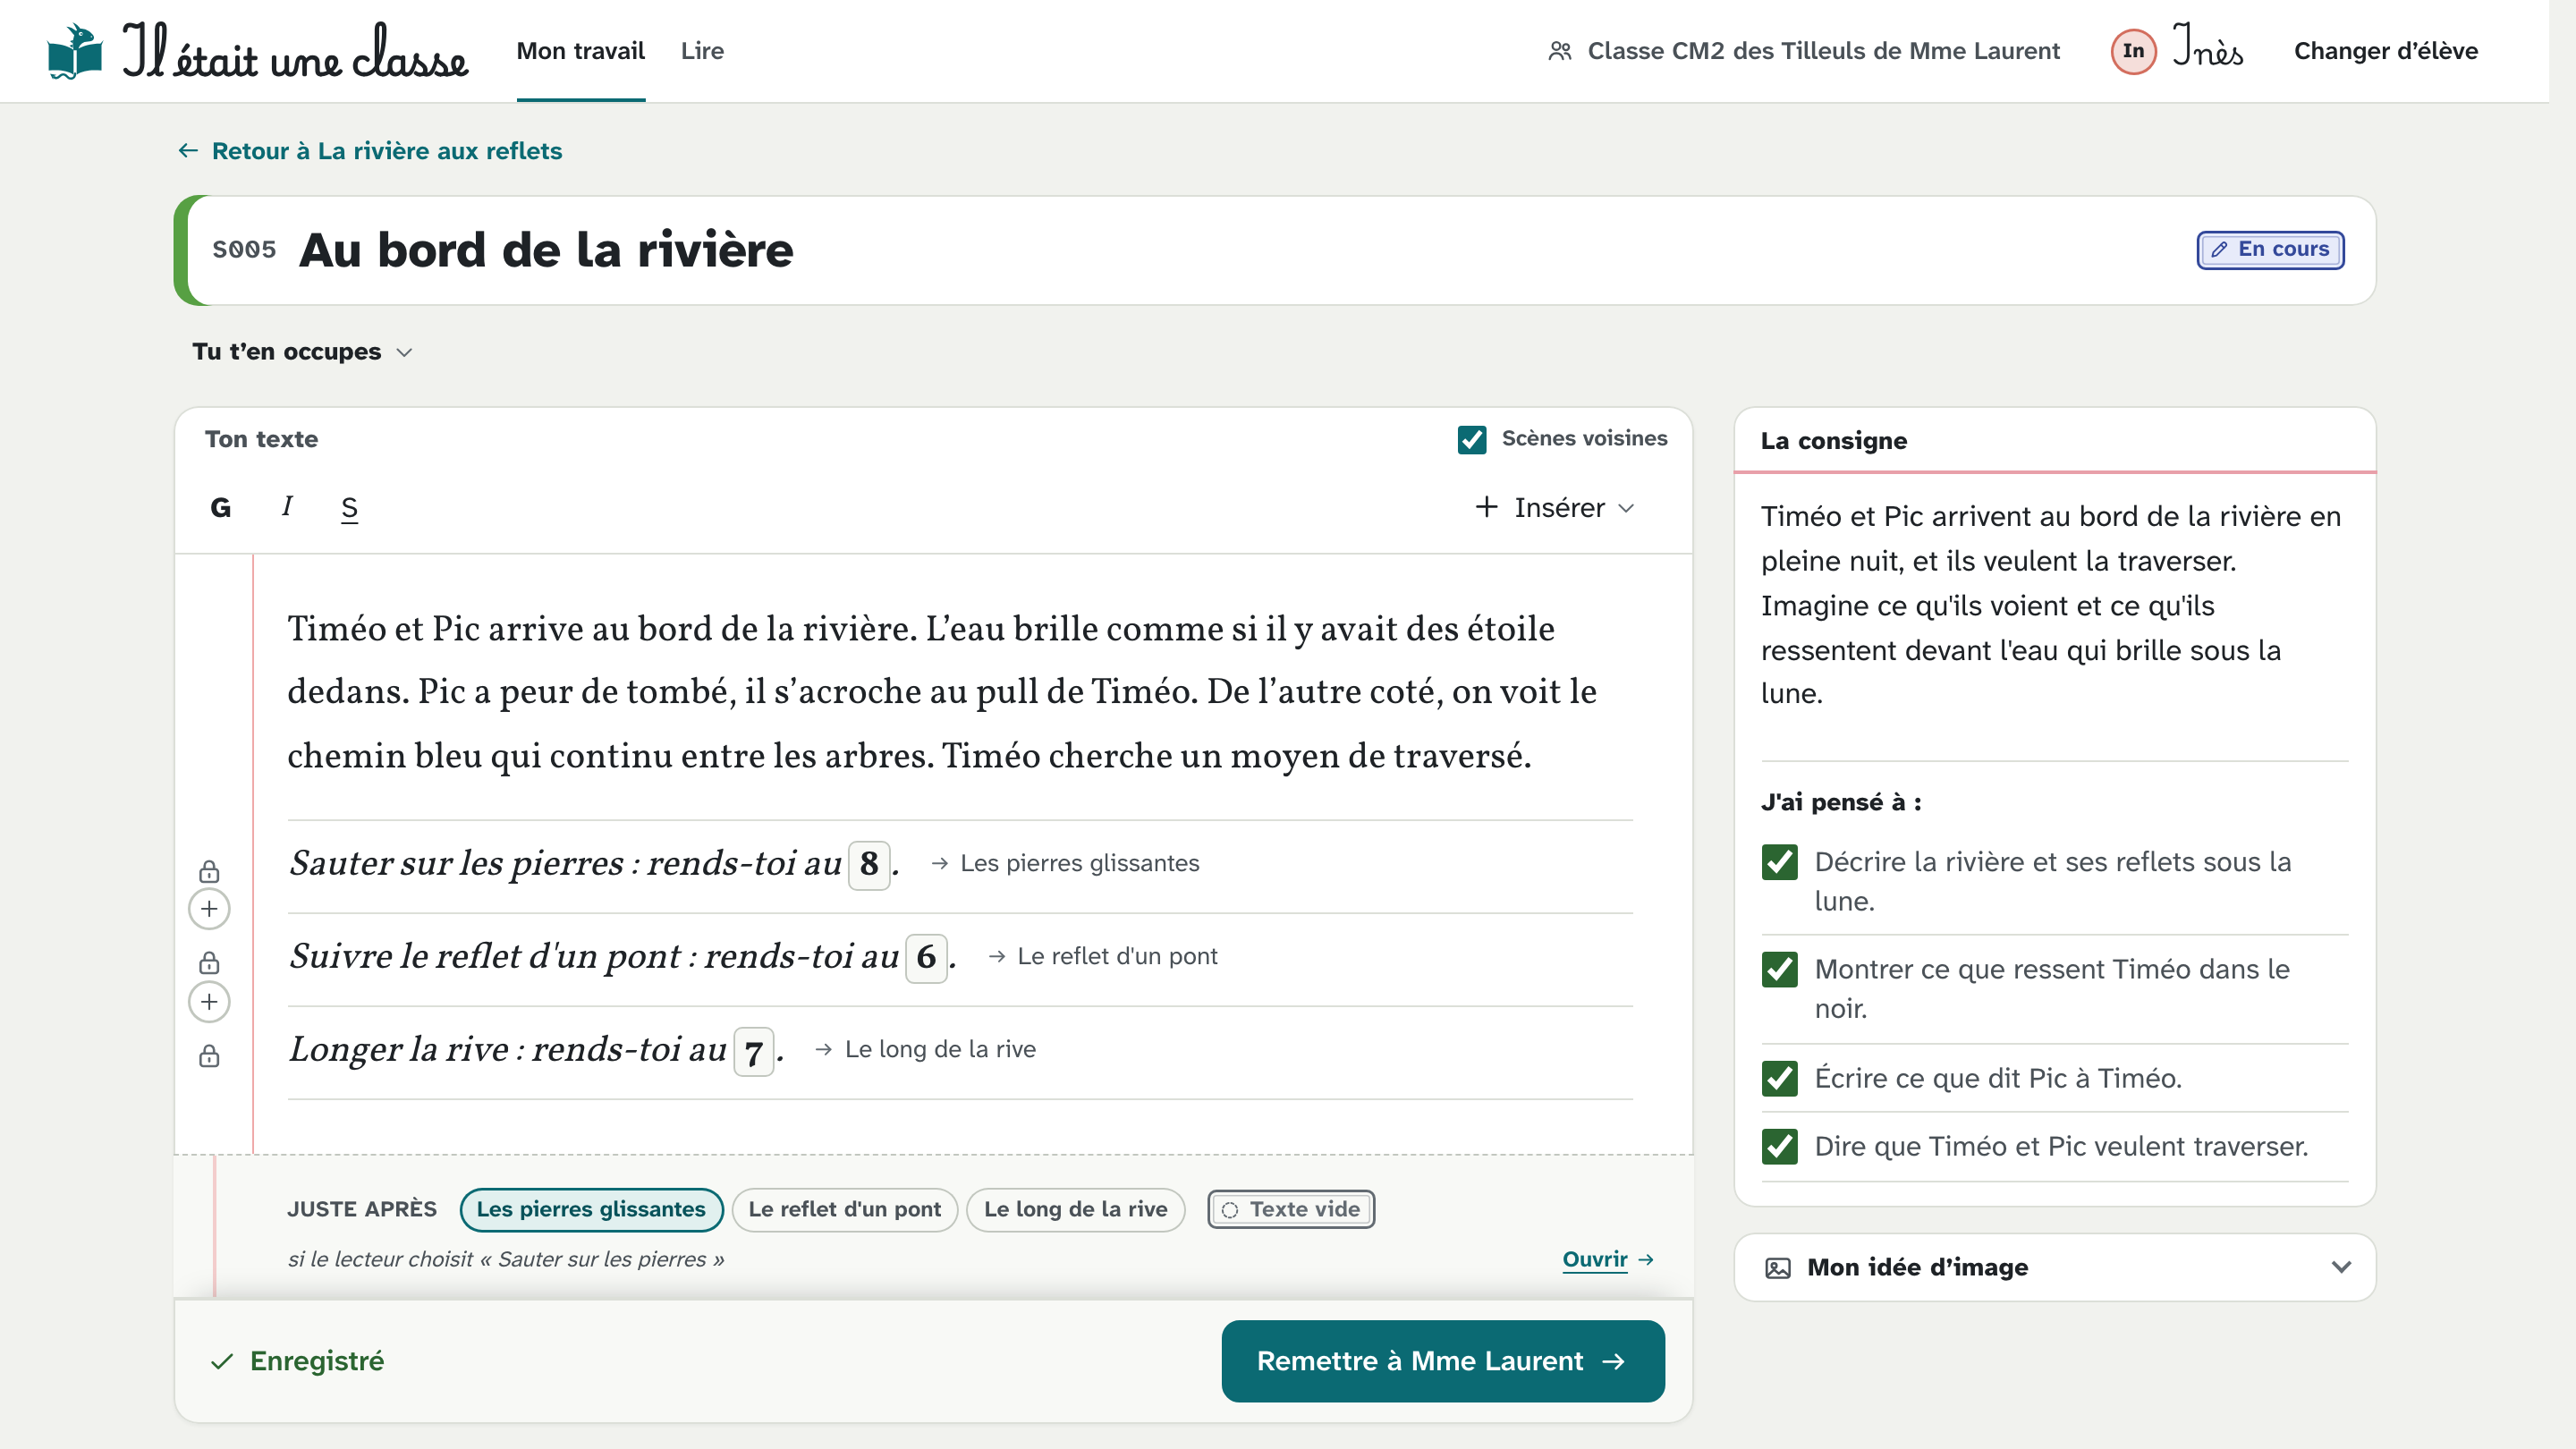 Il était une classe
Mon travail
Lire
Classe CM2 des Tilleuls de Mme Laurent
In
Inès
Changer d’élève
← Retour à La rivière aux reflets
S005 Au bord de la rivière
En cours
Tu t’en occupes
Ton texte
Scènes voisines
G I S
+ Insérer
Timéo et Pic arrive au bord de la rivière. L’eau brille comme si il y avait des étoile
dedans. Pic a peur de tombé, il s’acroche au pull de Timéo. De l’autre coté, on voit le
chemin bleu qui continu entre les arbres. Timéo cherche un moyen de traversé.
Sauter sur les pierres : rends-toi au 8. → Les pierres glissantes
Suivre le reflet d'un pont : rends-toi au 6. → Le reflet d'un pont
Longer la rive : rends-toi au 7. → Le long de la rive
JUSTE APRÈS Les pierres glissantes Le reflet d'un pont Le long de la rive Texte vide
si le lecteur choisit « Sauter sur les pierres »
Ouvrir →
Enregistré
Remettre à Mme Laurent →
La consigne
Timéo et Pic arrivent au bord de la rivière en
pleine nuit, et ils veulent la traverser.
Imagine ce qu'ils voient et ce qu'ils
ressentent devant l'eau qui brille sous la
lune.
J'ai pensé à :
Décrire la rivière et ses reflets sous la
lune.
Montrer ce que ressent Timéo dans le
noir.
Écrire ce que dit Pic à Timéo.
Dire que Timéo et Pic veulent traverser.
Mon idée d’image